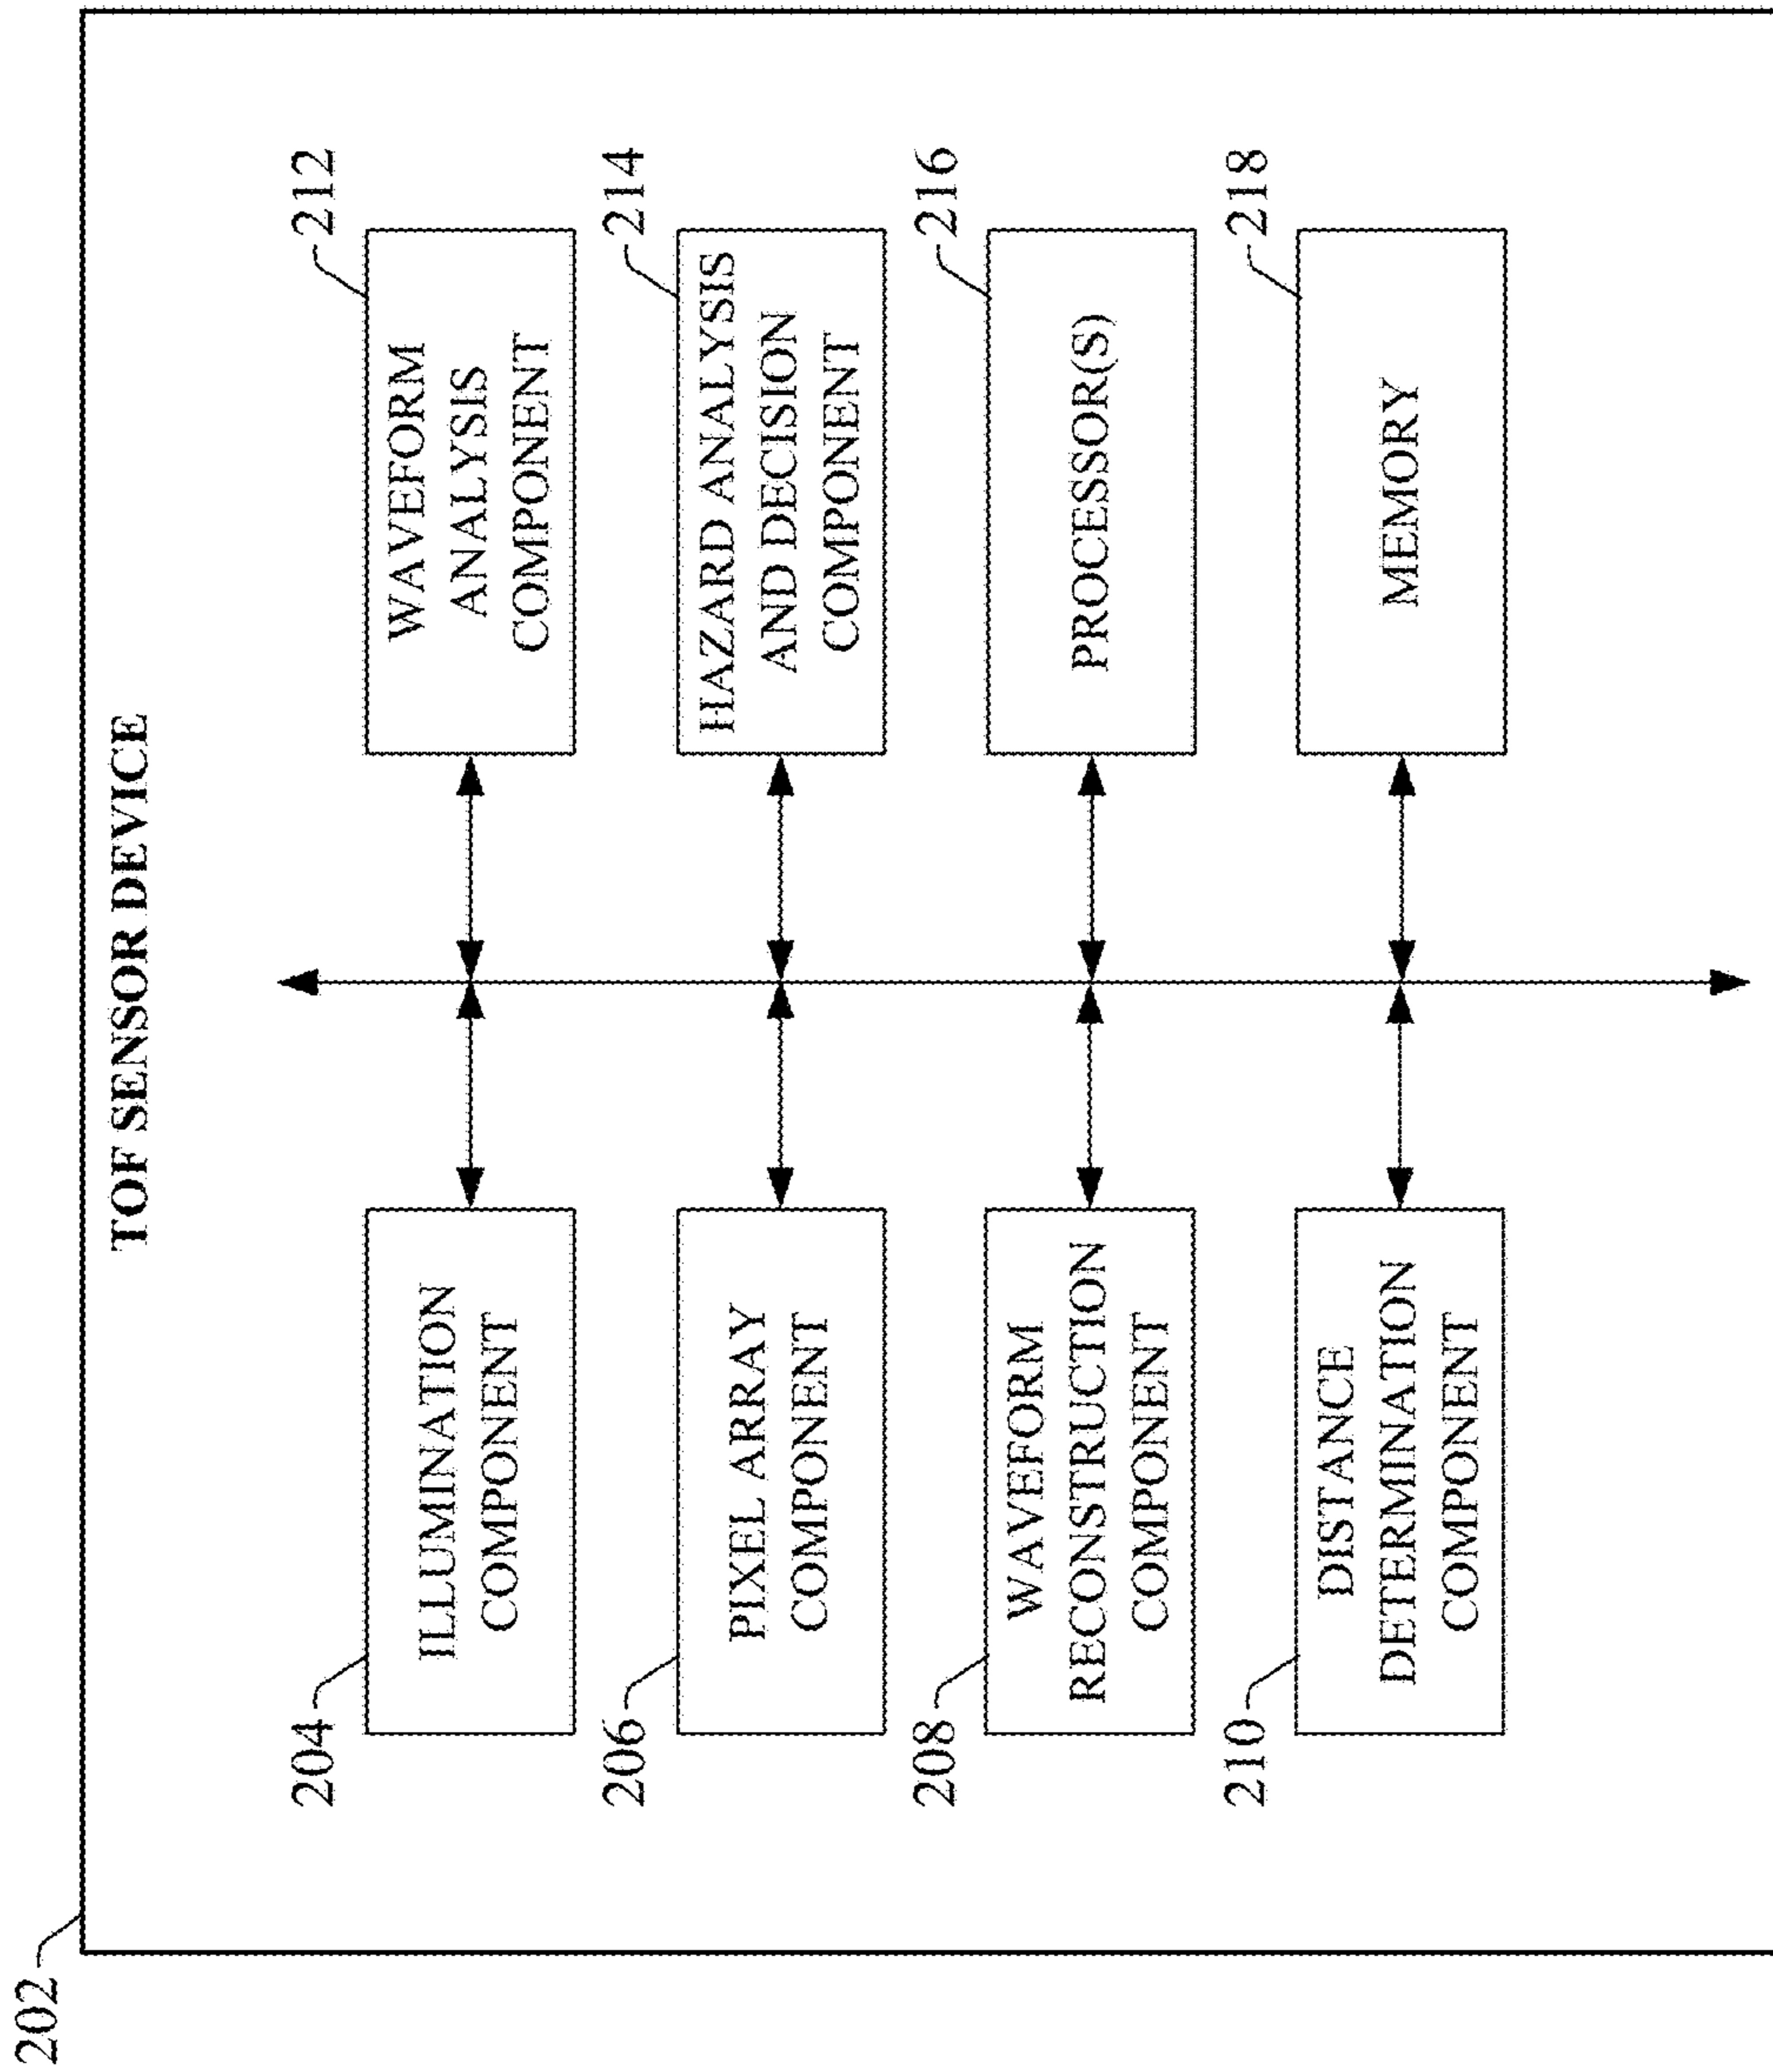 202
TOF SENSOR DEVICE
204
ILLUMINATION
COMPONENT
212
WAVEFORM
ANALYSIS
COMPONENT
206
PIXEL ARRAY
COMPONENT
214
HAZARD ANALYSIS
AND DECISION
COMPONENT
208
WAVEFORM
RECONSTRUCTION
COMPONENT
216
PROCESSOR(S)
210
DISTANCE
DETERMINATION
COMPONENT
218
MEMORY